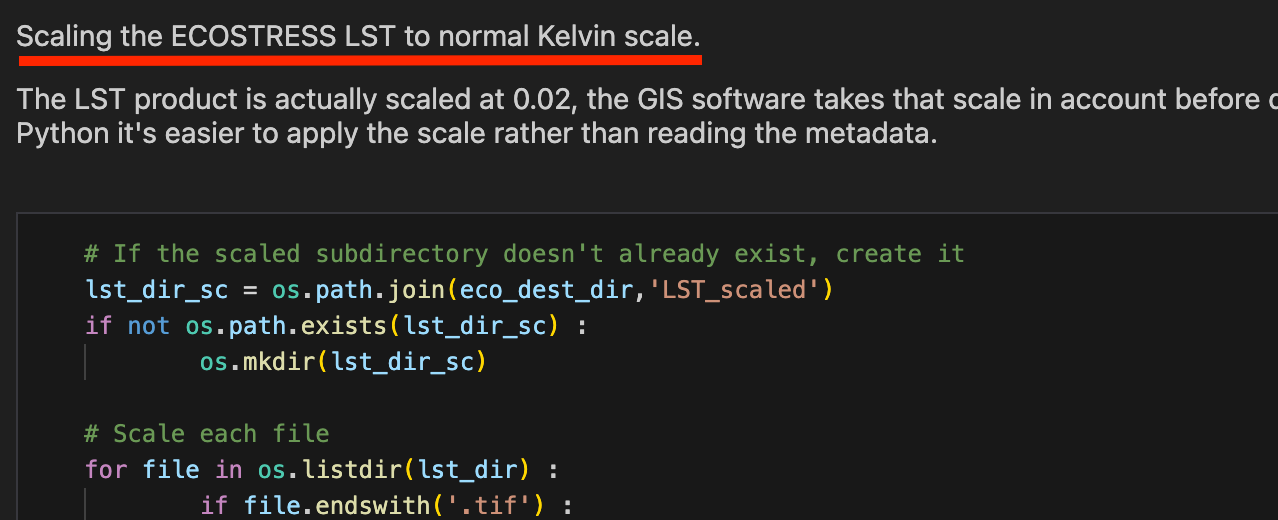 Scaling the ECOSTRESS LST to normal Kelvin scale.
The LST product is actually scaled at 0.02, the GIS software takes that scale in account before
Python it's easier to apply the scale rather than reading the metadata.
# If the scaled subdirectory doesn't already exist, create it
lst_dir_sc = os.path.join(eco_dest_dir,'LST_scaled')
if not os.path.exists(lst_dir_sc) :
os.mkdir(lst_dir_sc)
# Scale each file
for file in os.listdir(lst_dir) :
if file.endswith('.tif') :